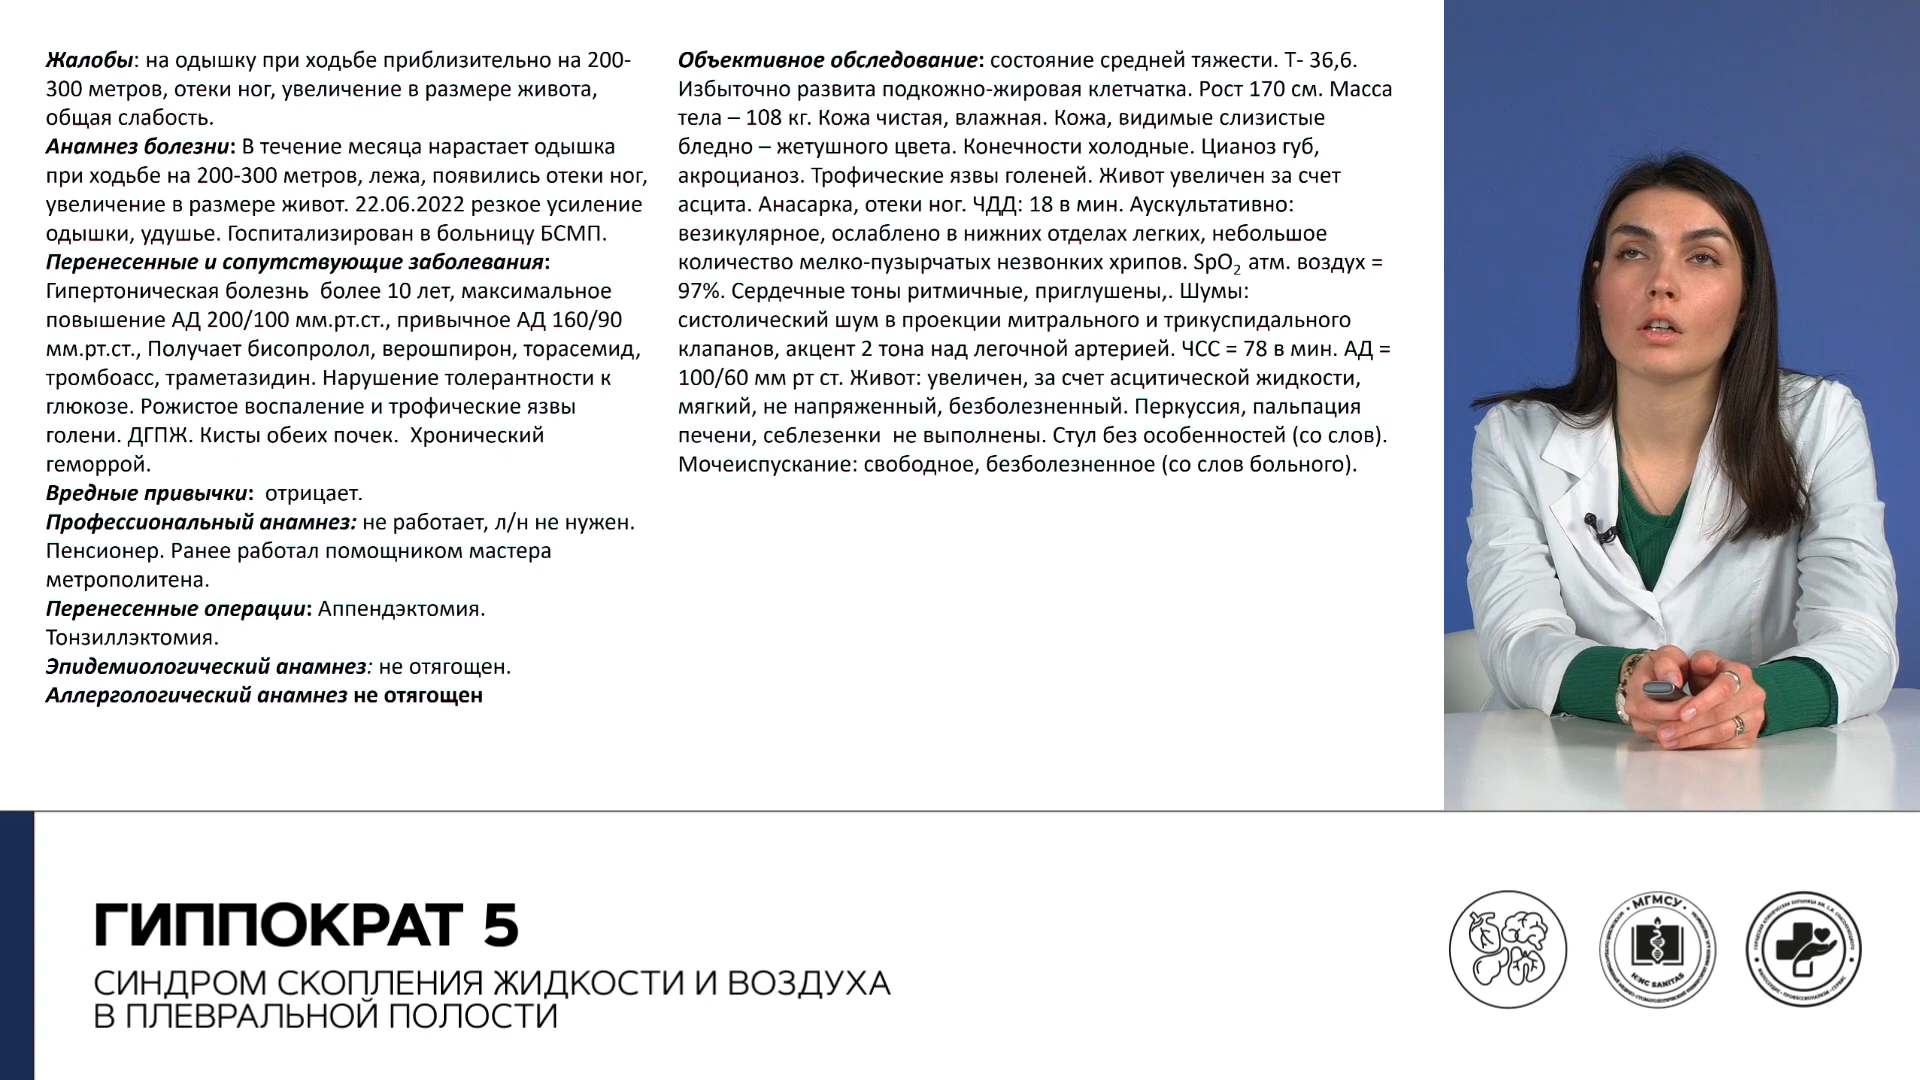 Жалобы: на одышку при ходьбе приблизительно на 200-
300 метров, отеки ног, увеличение в размере живота,
общая слабость.
Анамнез болезни: В течение месяца нарастает одышка
при ходьбе на 200-300 метров, лежа, появились отеки ног,
увеличение в размере живот. 22.06.2022 резкое усиление
одышки, удушье. Госпитализирован в больницу БСМП.
Перенесенные и сопутствующие заболевания:
Гипертоническая болезнь более 10 лет, максимальное
повышение АД 200/100 мм.рт.ст., привычное АД 160/90
мм.рт.ст., Получает бисопролол, верошпирон, торасемид,
тромбоасс, траметазидин. Нарушение толерантности к
глюкозе. Рожистое воспаление и трофические язвы
голени. ДГПЖ. Кисты обеих почек. Хронический
геморрой.
Вредные привычки: отрицает.
Профессиональный анамнез: не работает, л/н не нужен.
Пенсионер. Ранее работал помощником мастера
метрополитена.
Перенесенные операции: Аппендэктомия.
Тонзиллэктомия.
Эпидемиологический анамнез: не отягощен.
Аллергологический анамнез не отягощен
Объективное обследование: состояние средней тяжести. Т- 36,6.
Избыточно развита подкожно-жировая клетчатка. Рост 170 см. Масса
тела – 108 кг. Кожа чистая, влажная. Кожа, видимые слизистые
бледно – жетушного цвета. Конечности холодные. Цианоз губ,
акроцианоз. Трофические язвы голеней. Живот увеличен за счет
асцита. Анасарка, отеки ног. ЧДД: 18 в мин. Аускультативно:
везикулярное, ослаблено в нижних отделах легких, небольшое
количество мелко-пузырчатых незвонких хрипов. SpO₂ атм. воздух =
97%. Сердечные тоны ритмичные, приглушены,. Шумы:
систолический шум в проекции митрального и трикуспидального
клапанов, акцент 2 тона над легочной артерией. ЧСС = 78 в мин. АД =
100/60 мм рт ст. Живот: увеличен, за счет асцитической жидкости,
мягкий, не напряженный, безболезненный. Перкуссия, пальпация
печени, се6лезенки не выполнены. Стул без особенностей (со слов).
Мочеиспускание: свободное, безболезненное (со слов больного).
ГИППОКРАТ 5
СИНДРОМ СКОПЛЕНИЯ ЖИДКОСТИ И ВОЗДУХА
В ПЛЕВРАЛЬНОЙ ПОЛОСТИ
МГМСУ
HINC SANITAS